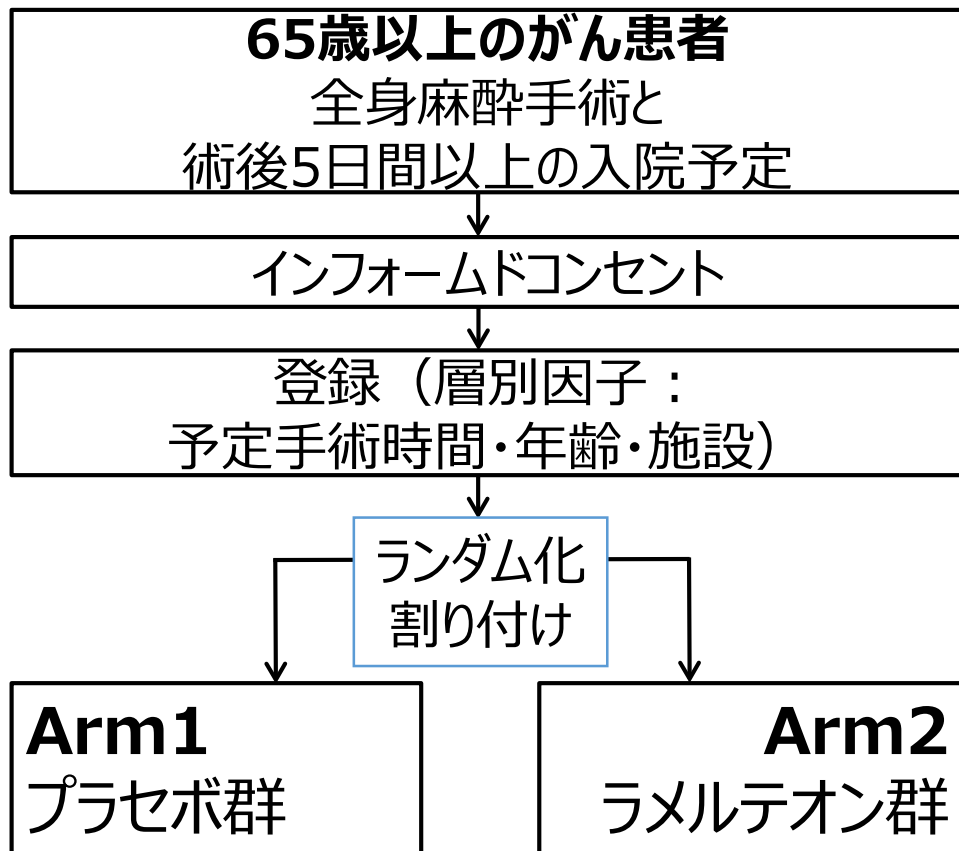 65歳以上のがん患者
全身麻酔手術と
術後5日間以上の入院予定
インフォームドコンセント
登録（層別因子：
予定手術時間･年齢･施設）
ランダム化
割り付け
Arm1
プラセボ群
Arm2
ラメルテオン群